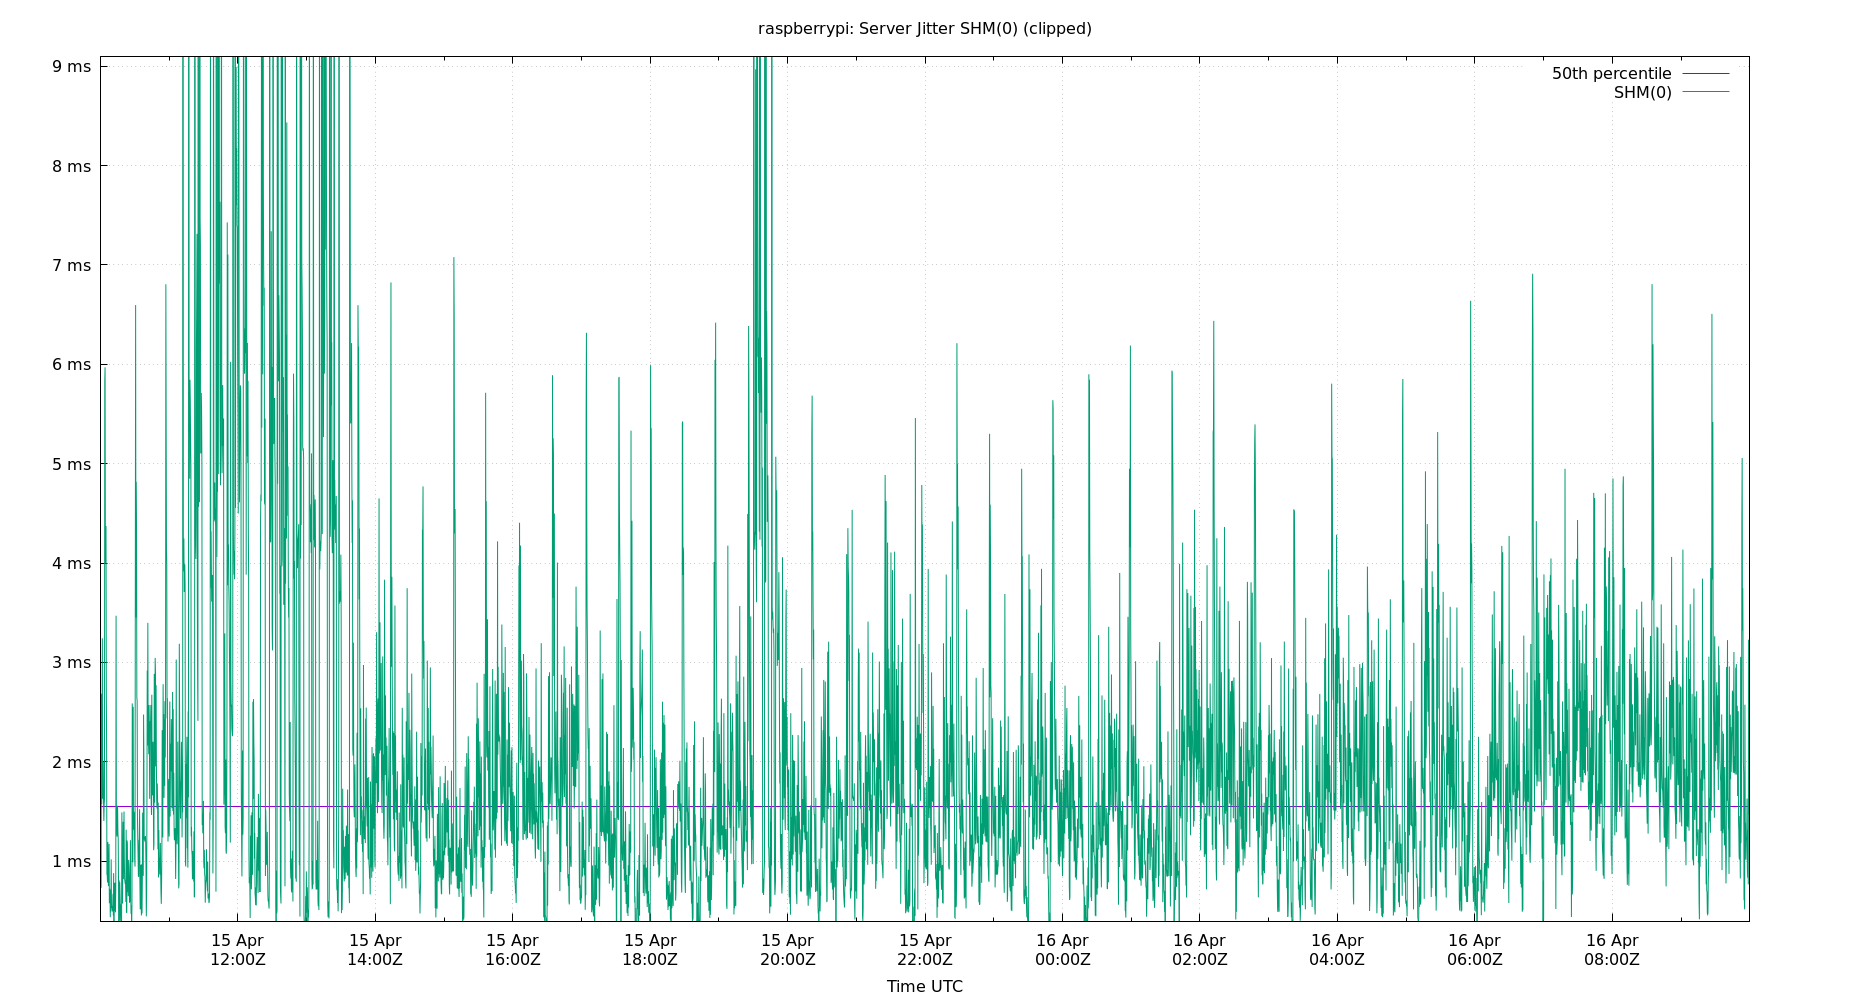 raspberrypi: Server Jitter SHM(0) (clipped)
50th percentile
SHM(0)
9 ms
8 ms
7 ms
6 ms
5 ms
4 ms
3 ms
2 ms
1 ms
15 Apr 15 Apr 15 Apr 15 Apr 15 Apr 15 Apr 16 Apr 16 Apr 16 Apr 16 Apr 16 Apr
12:00Z 14:00Z 16:00Z 18:00Z 20:00Z 22:00Z 00:00Z 02:00Z 04:00Z 06:00Z 08:00Z
Time UTC